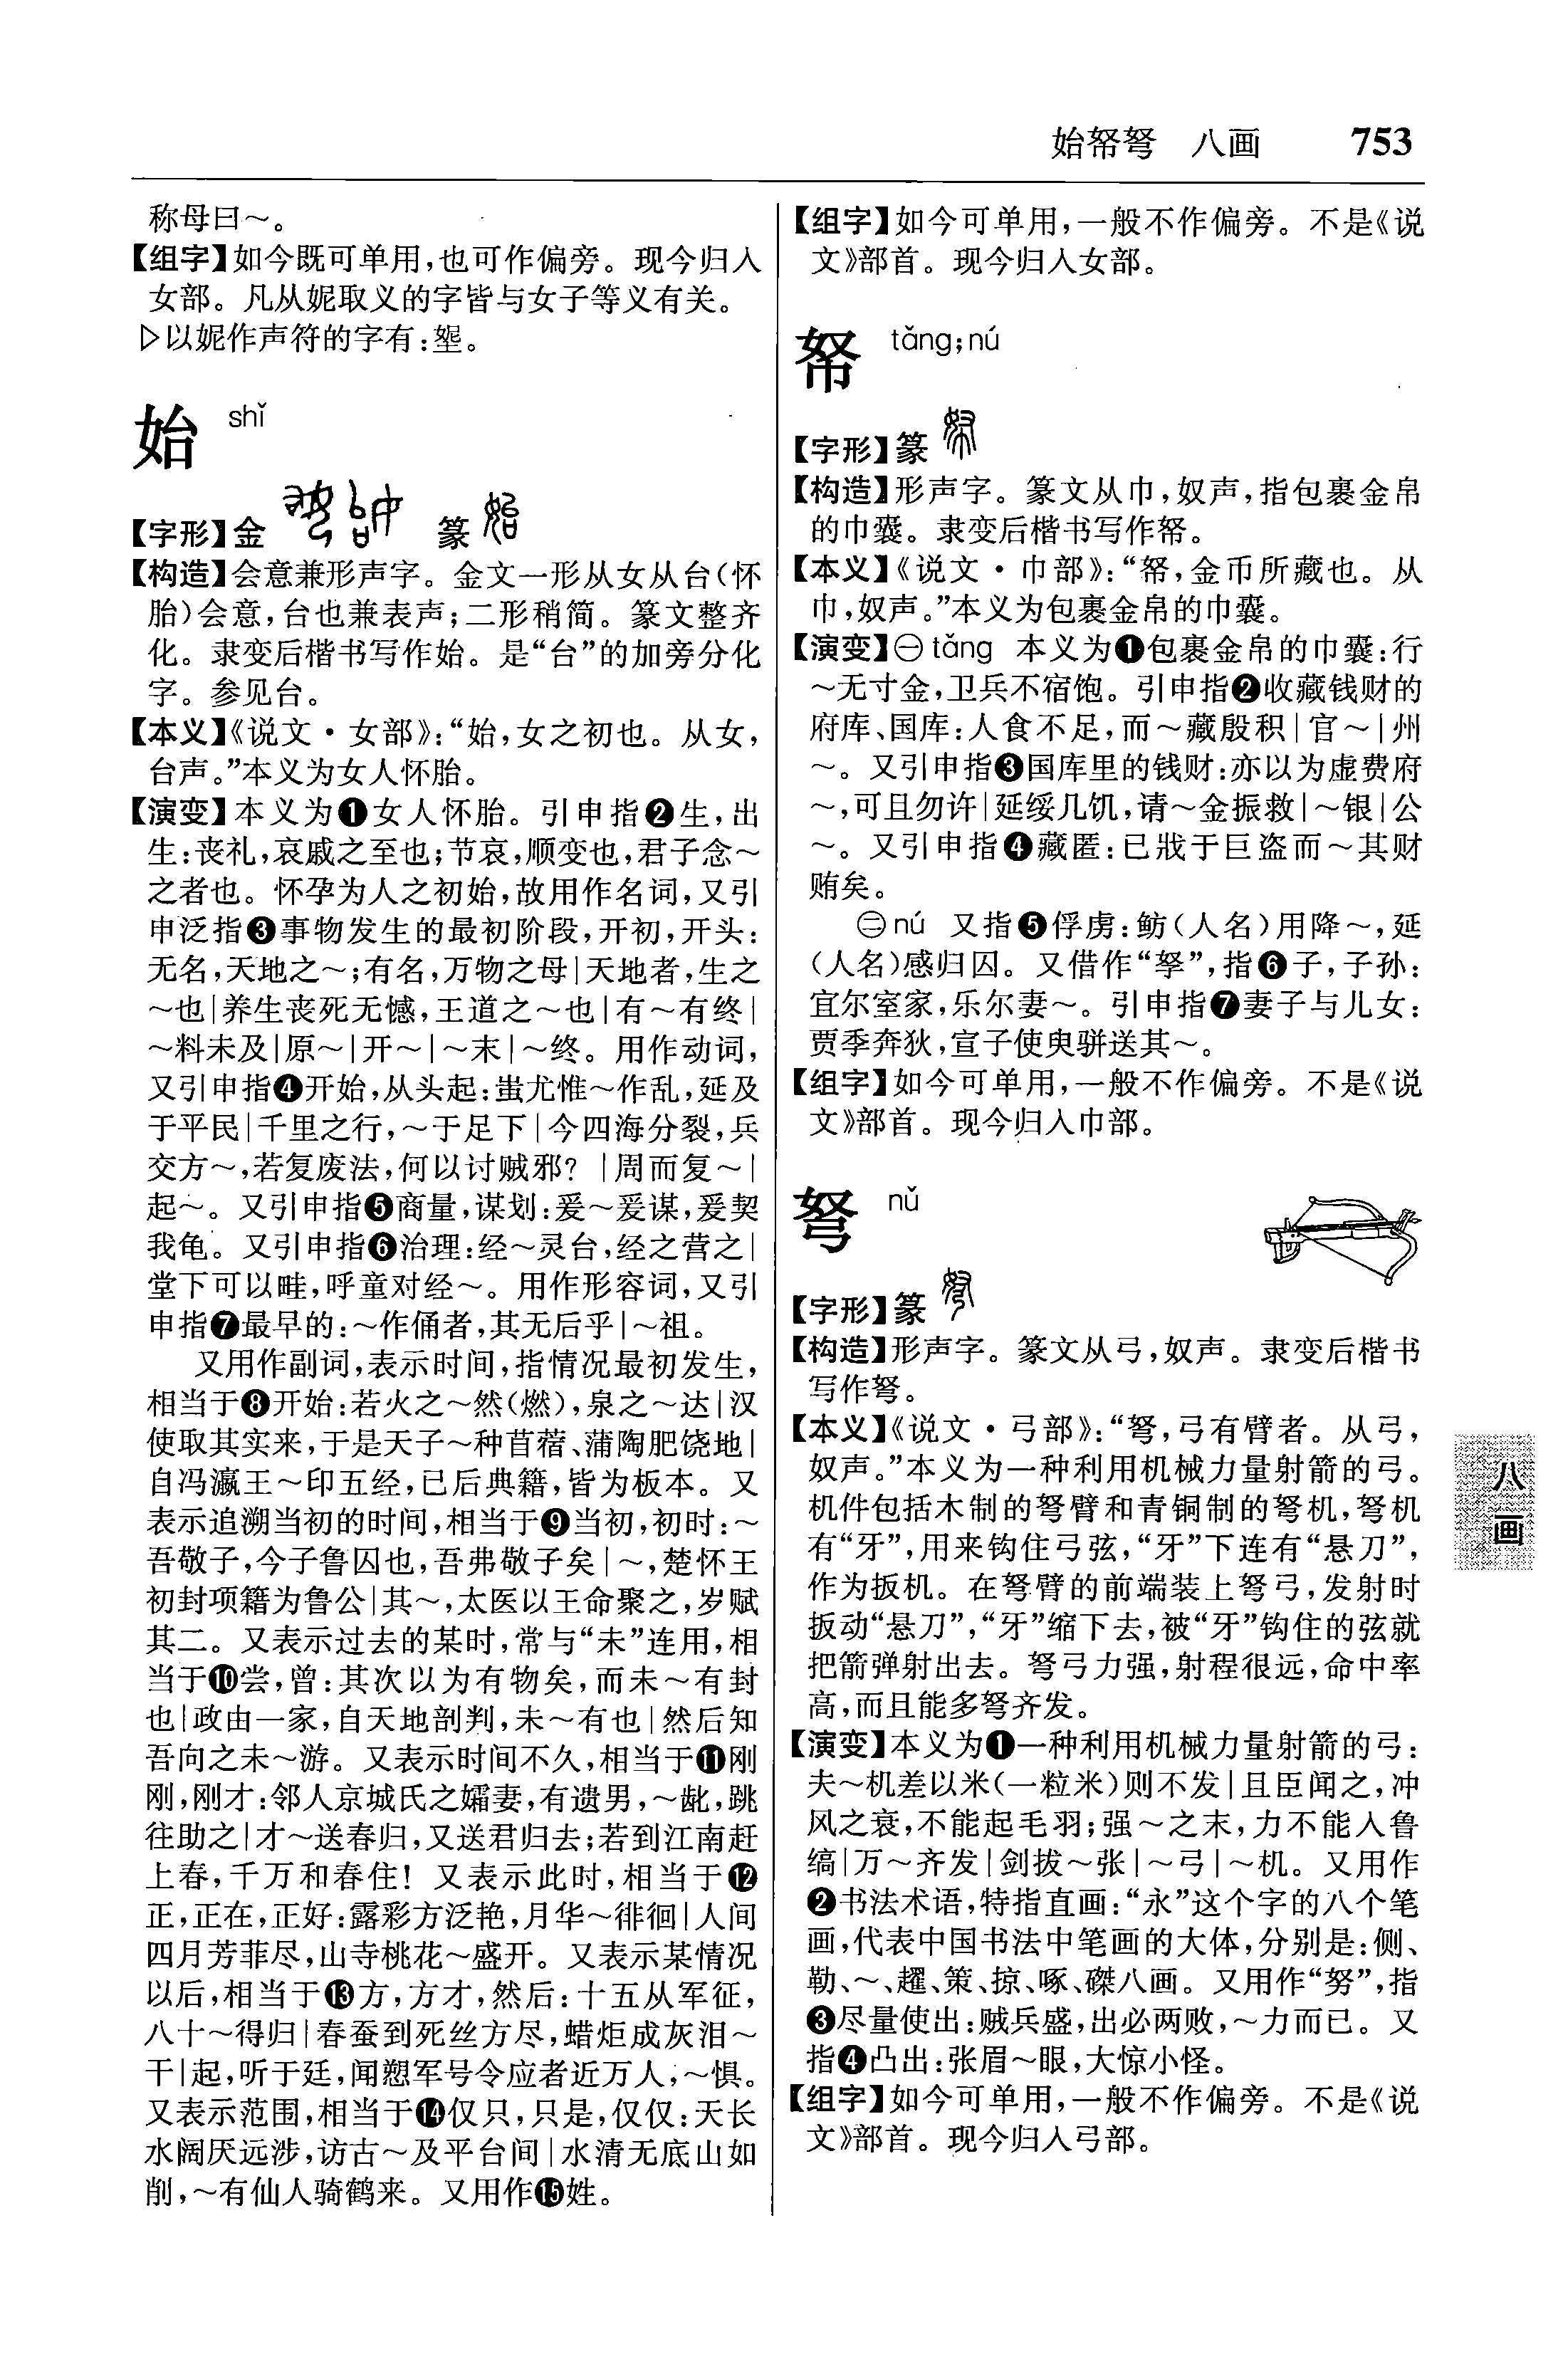 始帑弩 八画 753
称母曰～。
【组字】如今既可单用,也可作偏旁。现今归入
女部。凡从妮取义的字皆与女子等义有关。
▷以妮作声符的字有:
始 shǐ
【字形】金 篆
【构造】会意兼形声字。金文一形从女从台(怀
胎)会意,台也兼表声;二形稍简。篆文整齐
化。隶变后楷书写作始。是“台”的加旁分化
字。参见台。
【本义】《说文·女部》:“始,女之初也。从女,
台声。”本义为女人怀胎。
【演变】本义为❶女人怀胎。引申指❷生,出
生:丧礼,哀戚之至也;节哀,顺变也,君子念～
之者也。怀孕为人之初始,故用作名词,又引
申泛指❸事物发生的最初阶段,开初,开头:
无名,天地之～;有名,万物之母|天地者,生之
～也|养生丧死无憾,王道之～也|有～有终|
～料未及|原～|开～|～末|～终。用作动词,
又引申指❹开始,从头起:蚩尤惟～作乱,延及
于平民|千里之行,～于足下|今四海分裂,兵
交方～,若复废法,何以讨贼邪?|周而复～|
起～。又引申指❺商量,谋划:爰～爰谋,爰契
我龟。又引申指❻治理:经～灵台,经之营之|
堂下可以畦,呼童对经～。用作形容词,又引
申指❼最早的:～作俑者,其无后乎|～祖。
又用作副词,表示时间,指情况最初发生,
相当于❽开始:若火之～然(燃),泉之～达|汉
使取其实来,于是天子～种苜蓿、蒲陶肥饶地|
自冯瀛王～印五经,已后典籍,皆为板本。又
表示追溯当初的时间,相当于❾当初,初时:～
吾敬子,今子鲁囚也,吾弗敬子矣|～,楚怀王
初封项籍为鲁公|其～,太医以王命聚之,岁赋
其二。又表示过去的某时,常与“未”连用,相
当于❿尝,曾:其次以为有物矣,而未～有封
也|政由一家,自天地剖判,未～有也|然后知
吾向之未～游。又表示时间不久,相当于⓫刚
刚,刚才:邻人京城氏之孀妻,有遗男,～龀,跳
往助之|才～送春归,又送君归去;若到江南赶
上春,千万和春住!又表示此时,相当于⓬
正,正在,正好:露彩方泛艳,月华～徘徊|人间
四月芳菲尽,山寺桃花～盛开。又表示某情况
以后,相当于⓭方,方才,然后:十五从军征,
八十～得归|春蚕到死丝方尽,蜡炬成灰泪～
干|起,听于廷,闻愬军号令应者近万人,～惧。
又表示范围,相当于⓮仅只,只是,仅仅:天长
水阔厌远涉,访古～及平台间|水清无底山如
削,～有仙人骑鹤来。又用作⓯姓。
【组字】如今可单用,一般不作偏旁。不是《说
文》部首。现今归入女部。
帑 tǎng;nú
【字形】篆
【构造】形声字。篆文从巾,奴声,指包裹金帛
的巾囊。隶变后楷书写作帑。
【本义】《说文·巾部》:“帑,金币所藏也。从
巾,奴声。”本义为包裹金帛的巾囊。
【演变】㊀tǎng 本义为❶包裹金帛的巾囊:行
～无寸金,卫兵不宿饱。引申指❷收藏钱财的
府库、国库:人食不足,而～藏殷积|官～|州
～。又引申指❸国库里的钱财:亦以为虚费府
～,可且勿许|延绥几饥,请～金振救|～银|公
～。又引申指❹藏匿:已戕于巨盗而～其财
贿矣。
㊁nú 又指❺俘虏:鲂(人名)用降～,延
(人名)感归囚。又借作“孥”,指❻子,子孙:
宜尔室家,乐尔妻～。引申指❼妻子与儿女:
贾季奔狄,宣子使臾骈送其～。
【组字】如今可单用,一般不作偏旁。不是《说
文》部首。现今归入巾部。
弩 nǔ
【字形】篆
【构造】形声字。篆文从弓,奴声。隶变后楷书
写作弩。
【本义】《说文·弓部》:“弩,弓有臂者。从弓,
奴声。”本义为一种利用机械力量射箭的弓。
机件包括木制的弩臂和青铜制的弩机,弩机
有“牙”,用来钩住弓弦,“牙”下连有“悬刀”,
作为扳机。在弩臂的前端装上弩弓,发射时
扳动“悬刀”,“牙”缩下去,被“牙”钩住的弦就
把箭弹射出去。弩弓力强,射程很远,命中率
高,而且能多弩齐发。
【演变】本义为❶一种利用机械力量射箭的弓:
夫～机差以米(一粒米)则不发|且臣闻之,冲
风之衰,不能起毛羽;强～之末,力不能入鲁
缟|万～齐发|剑拔～张|～弓|～机。又用作
❷书法术语,特指直画:“永”这个字的八个笔
画,代表中国书法中笔画的大体,分别是:侧、
勒、～、趯、策、掠、啄、磔八画。又用作“努”,指
❸尽量使出:贼兵盛,出必两败,～力而已。又
指❹凸出:张眉～眼,大惊小怪。
【组字】如今可单用,一般不作偏旁。不是《说
文》部首。现今归入弓部。
八画